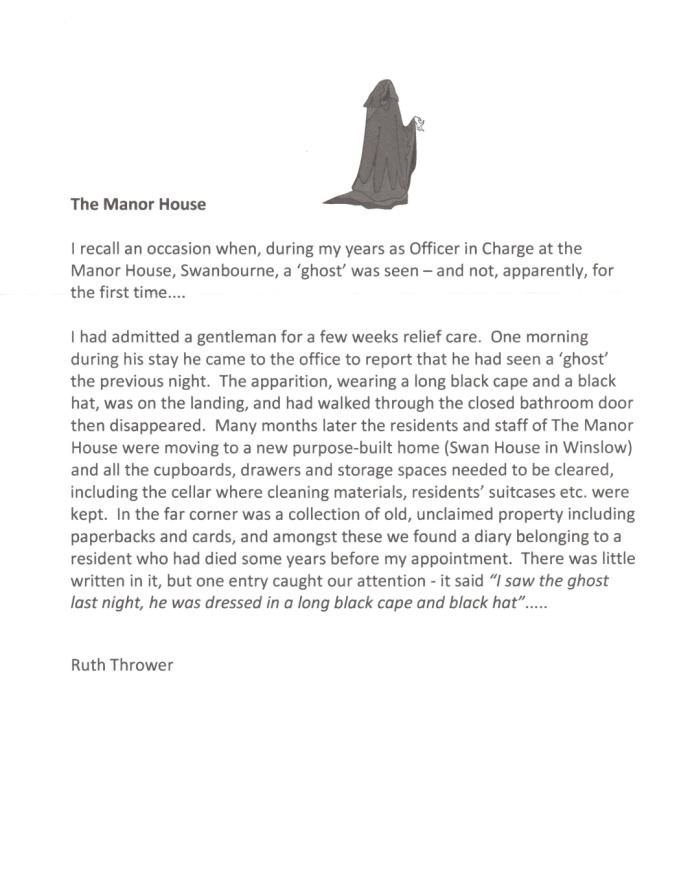 The Manor House
I recall an occasion when, during my years as Officer in Charge at the
Manor House, Swanbourne, a ‘ghost’ was seen – and not, apparently, for
the first time....
I had admitted a gentleman for a few weeks relief care.  One morning
during his stay he came to the office to report that he had seen a ‘ghost’
the previous night.  The apparition, wearing a long black cape and a black
hat, was on the landing, and had walked through the closed bathroom door
then disappeared.  Many months later the residents and staff of The Manor
House were moving to a new purpose-built home (Swan House in Winslow)
and all the cupboards, drawers and storage spaces needed to be cleared,
including the cellar where cleaning materials, residents’ suitcases etc. were
kept.  In the far corner was a collection of old, unclaimed property including
paperbacks and cards, and amongst these we found a diary belonging to a
resident who had died some years before my appointment.  There was little
written in it, but one entry caught our attention - it said “I saw the ghost
last night, he was dressed in a long black cape and black hat”.....
Ruth Thrower